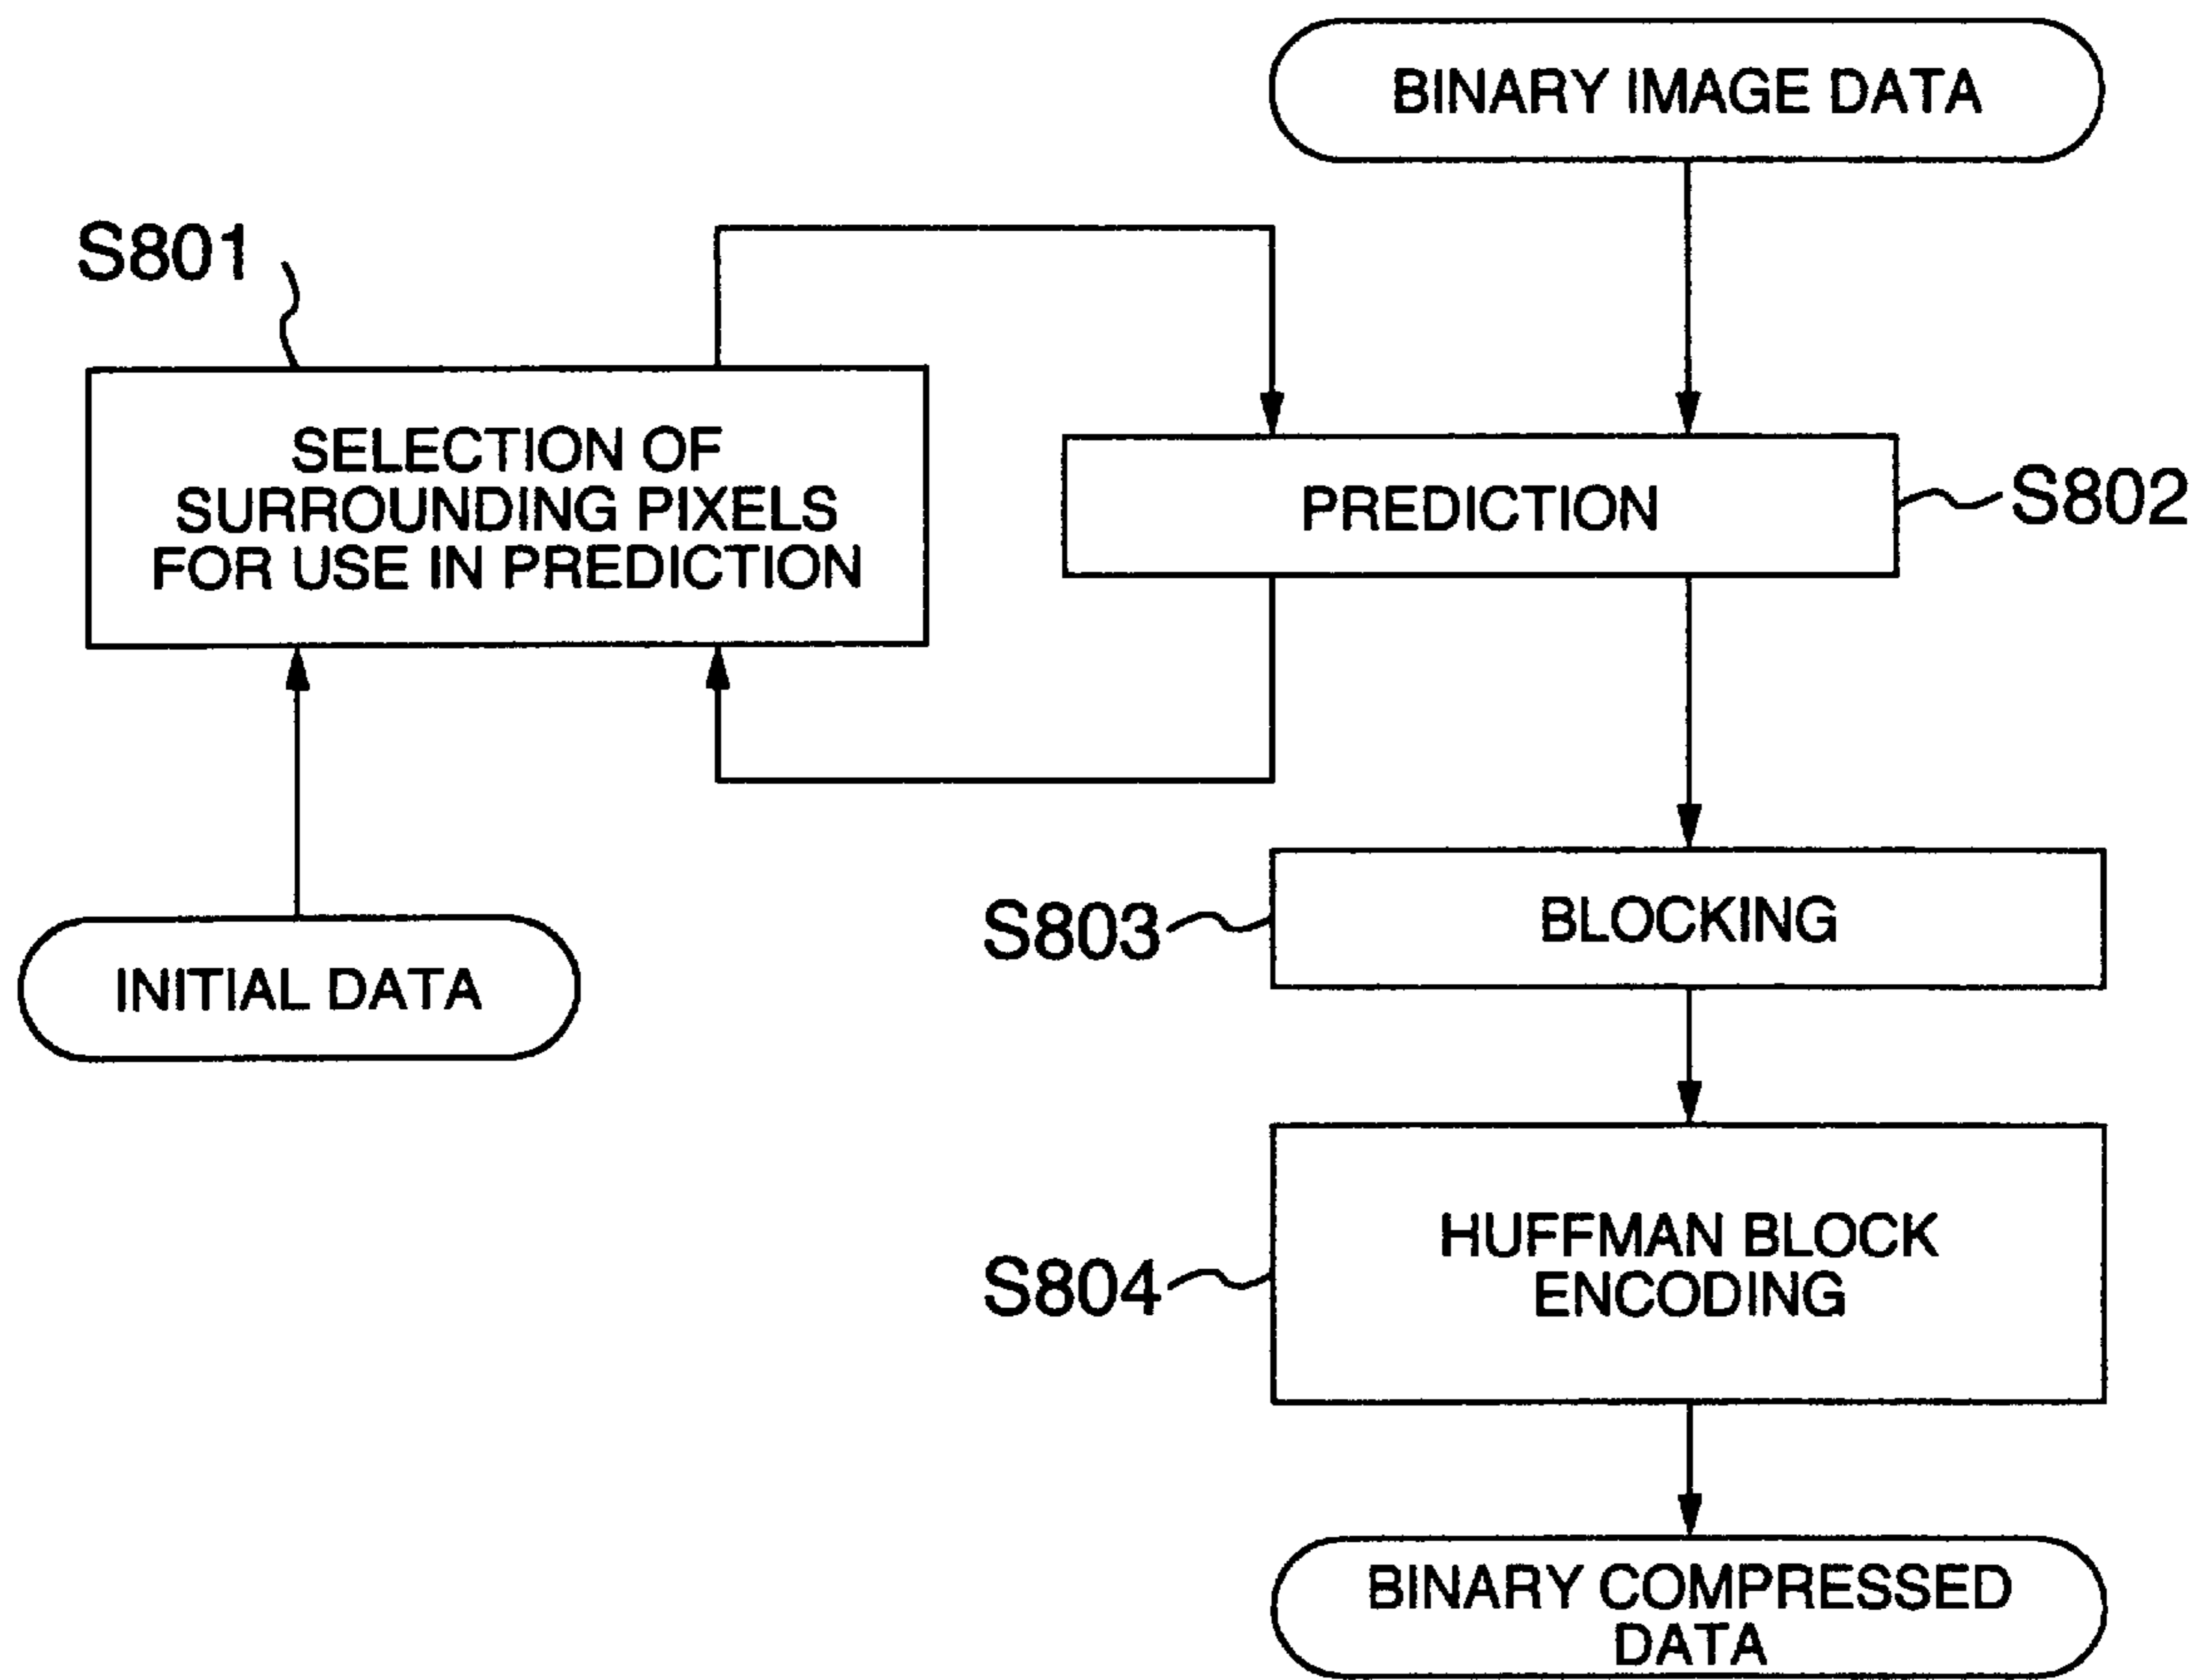 BINARY IMAGE DATA
S801
SELECTION OF
SURROUNDING PIXELS
FOR USE IN PREDICTION
PREDICTION
S802
INITIAL DATA
S803
BLOCKING
S804
HUFFMAN BLOCK
ENCODING
BINARY COMPRESSED
DATA